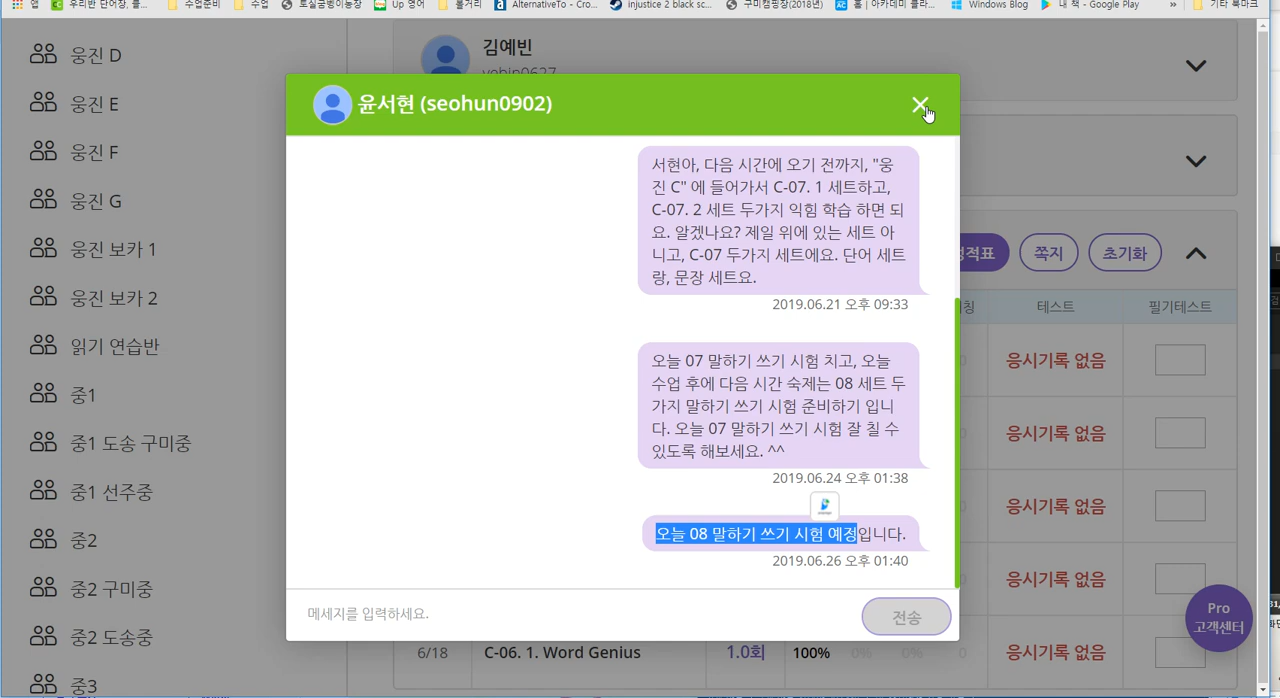 앱
우리반 단어장, 클...
수업준비
수업
토실굼벵이농장
Up 영어
볼거리
AlternativeTo - Cro...
injustice 2 black sc...
구미캠핑장(2018년)
홈 | 아카데미 클라...
Windows Blog
내 책 - Google Play
»
기타 북마크
웅진 D
웅진 E
웅진 F
웅진 G
웅진 보카 1
웅진 보카 2
읽기 연습반
중1
중1 도송 구미중
중1 선주중
중2
중2 구미중
중2 도송중
중3
김예빈
yebin0627
윤서현 (seohun0902)
서현아, 다음 시간에 오기 전까지, "웅
진 C" 에 들어가서 C-07. 1 세트하고,
C-07. 2 세트 두가지 익힘 학습 하면 되
요. 알겠나요? 제일 위에 있는 세트 아
니고, C-07 두가지 세트에요. 단어 세트
랑, 문장 세트요.
2019.06.21 오후 09:33
오늘 07 말하기 쓰기 시험 치고, 오늘
수업 후에 다음 시간 숙제는 08 세트 두
가지 말하기 쓰기 시험 준비하기 입니
다. 오늘 07 말하기 쓰기 시험 잘 칠 수
있도록 해보세요. ^^
2019.06.24 오후 01:38
오늘 08 말하기 쓰기 시험 예정입니다.
2019.06.26 오후 01:40
메세지를 입력하세요.
전송
성적표
쪽지
초기화
칭
테스트
필기테스트
응시기록 없음
응시기록 없음
응시기록 없음
응시기록 없음
6/18
C-06. 1. Word Genius
1.0회
100%
0%
0%
0
응시기록 없음
Pro
고객센터